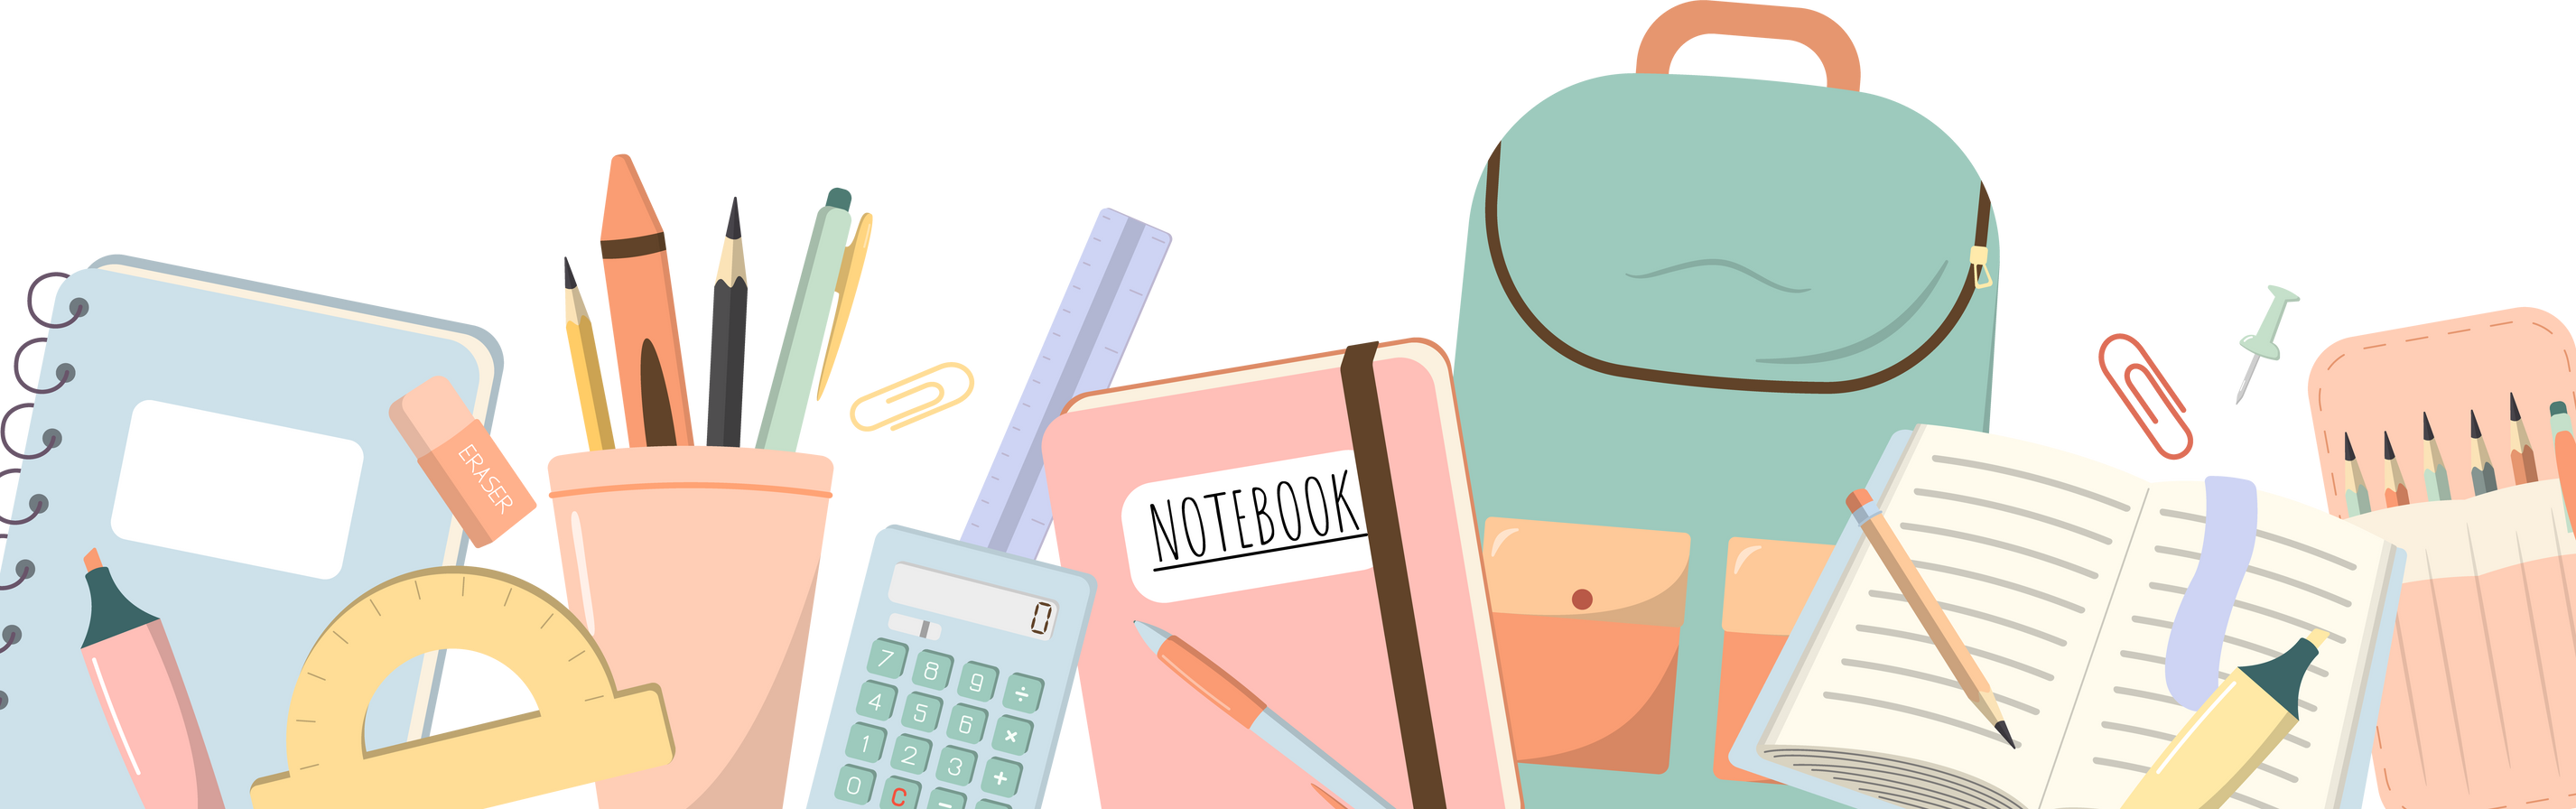 ERASER
NOTEBOOK
0
7 8 9 ÷
4 5 6 ×
1 2 3 +
0 C −